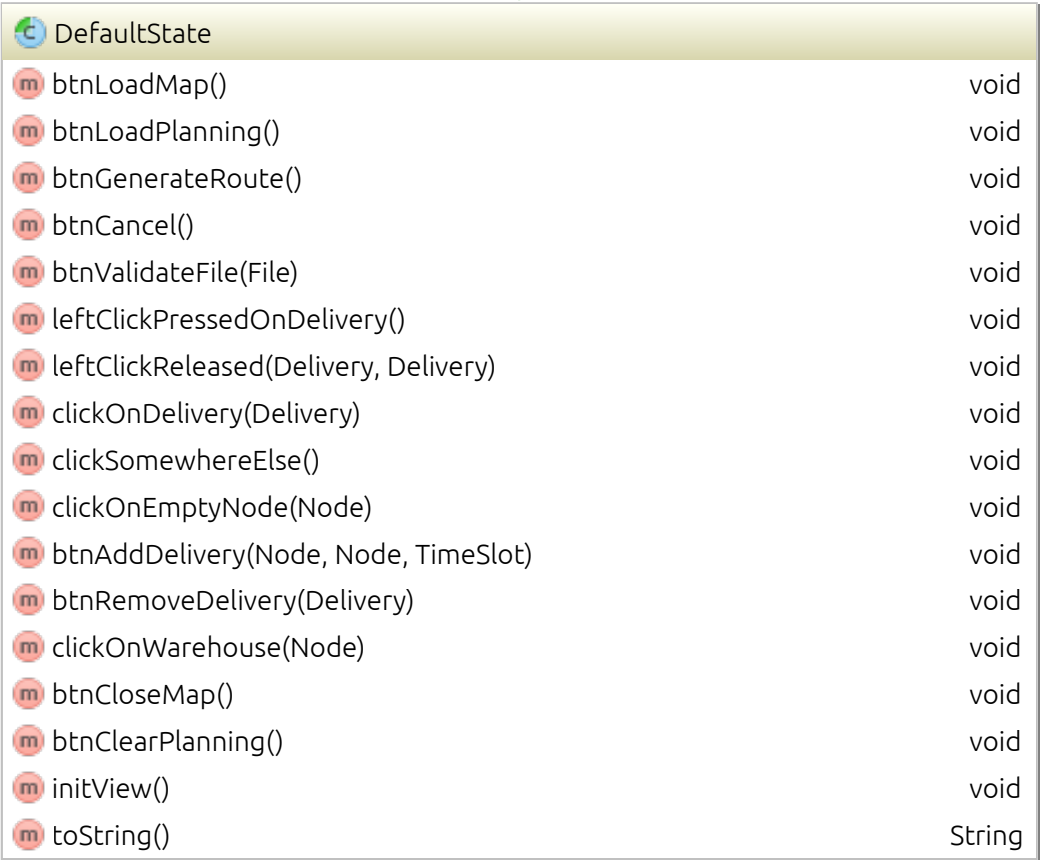 C DefaultState
m btnLoadMap() void
m btnLoadPlanning() void
m btnGenerateRoute() void
m btnCancel() void
m btnValidateFile(File) void
m leftClickPressedOnDelivery() void
m leftClickReleased(Delivery, Delivery) void
m clickOnDelivery(Delivery) void
m clickSomewhereElse() void
m clickOnEmptyNode(Node) void
m btnAddDelivery(Node, Node, TimeSlot) void
m btnRemoveDelivery(Delivery) void
m clickOnWarehouse(Node) void
m btnCloseMap() void
m btnClearPlanning() void
m initView() void
m toString() String